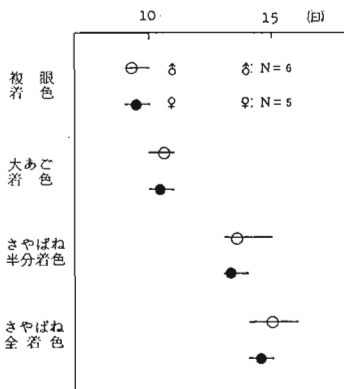 10 15 (日)
複眼 ♂ ♂: N=6
着色 ♀ ♀: N=5
大あご
着色
さやばね
半分着色
さやばね
全着色